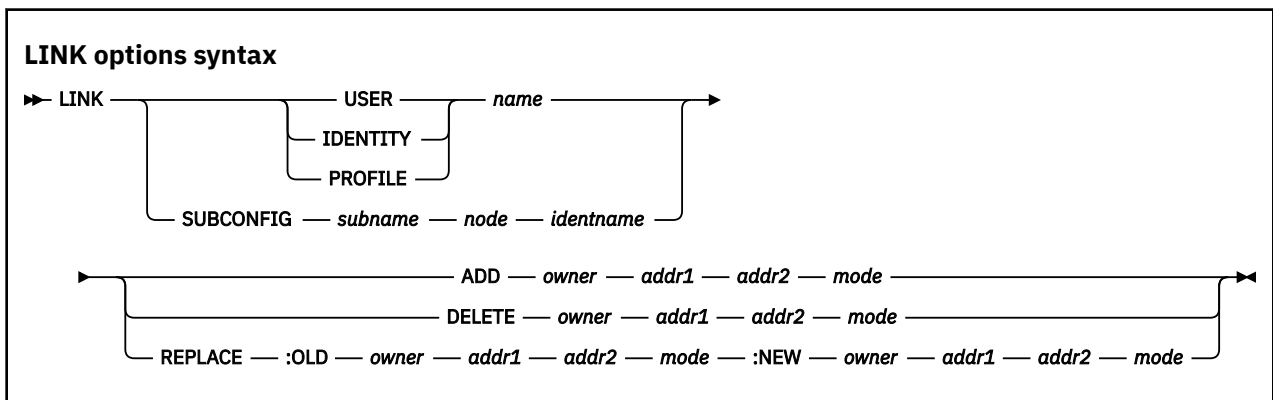 LINK options syntax
LINK USER name
IDENTITY
PROFILE
SUBCONFIG subname node identname
ADD owner addr1 addr2 mode
DELETE owner addr1 addr2 mode
REPLACE :OLD owner addr1 addr2 mode :NEW owner addr1 addr2 mode